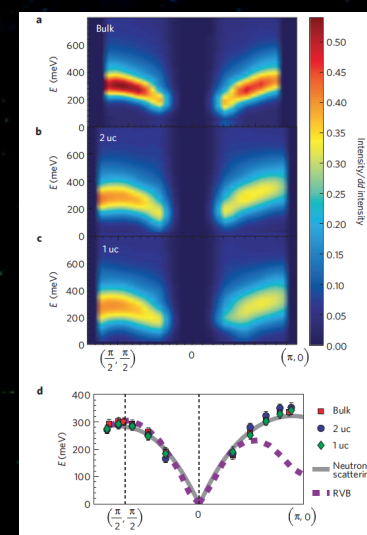 a
Bulk
600
400
200
0
E (meV)
b
2 uc
600
400
200
0
E (meV)
c
1 uc
600
400
200
0
E (meV)
(π/2, π/2)
0
(π, 0)
0.50
0.45
0.40
0.35
0.30
0.25
0.20
0.15
0.10
0.05
0.00
Intensity/dd intensity
d
400
300
200
100
0
E (meV)
(π/2, π/2)
0
(π, 0)
Bulk
2 uc
1 uc
Neutron
scattering
RVB